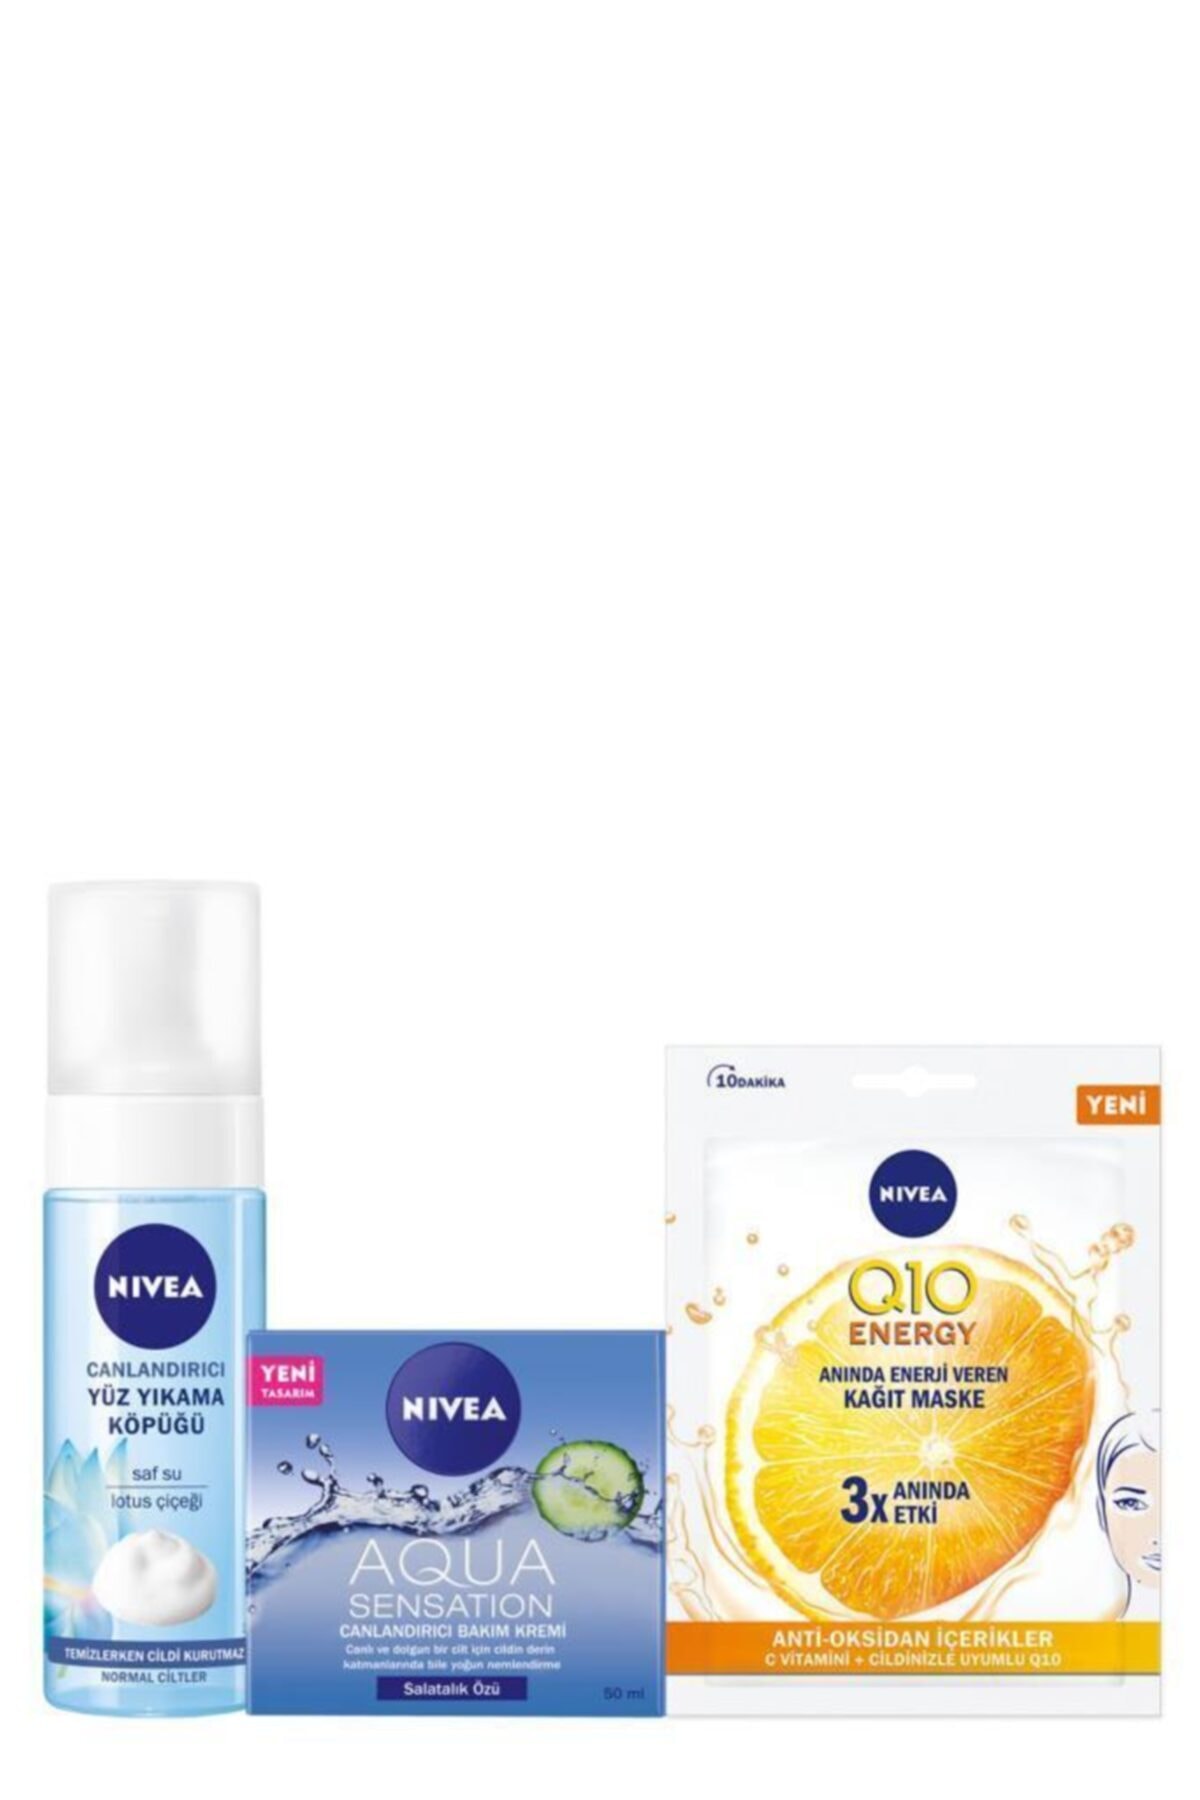 NIVEA
CANLANDIRICI
YÜZ YIKAMA
KÖPÜĞÜ
saf su
lotus çiçeği
TEMİZLERKEN CİLDİ KURUTMAZ
NORMAL CİLTLER
YENİ
TASARIM
NIVEA
AQUA
SENSATION
CANLANDIRICI BAKIM KREMİ
Canlı ve dolgun bir cilt için cildin derin
katmanlarında bile yoğun nemlendirme
Salatalık Özü
50 ml
10DAKİKA
YENİ
NIVEA
Q10
ENERGY
ANINDA ENERJİ VEREN
KAĞIT MASKE
3x ANINDA
ETKİ
ANTİ-OKSİDAN İÇERİKLER
C VİTAMİNİ + CİLDİNİZLE UYUMLU Q10